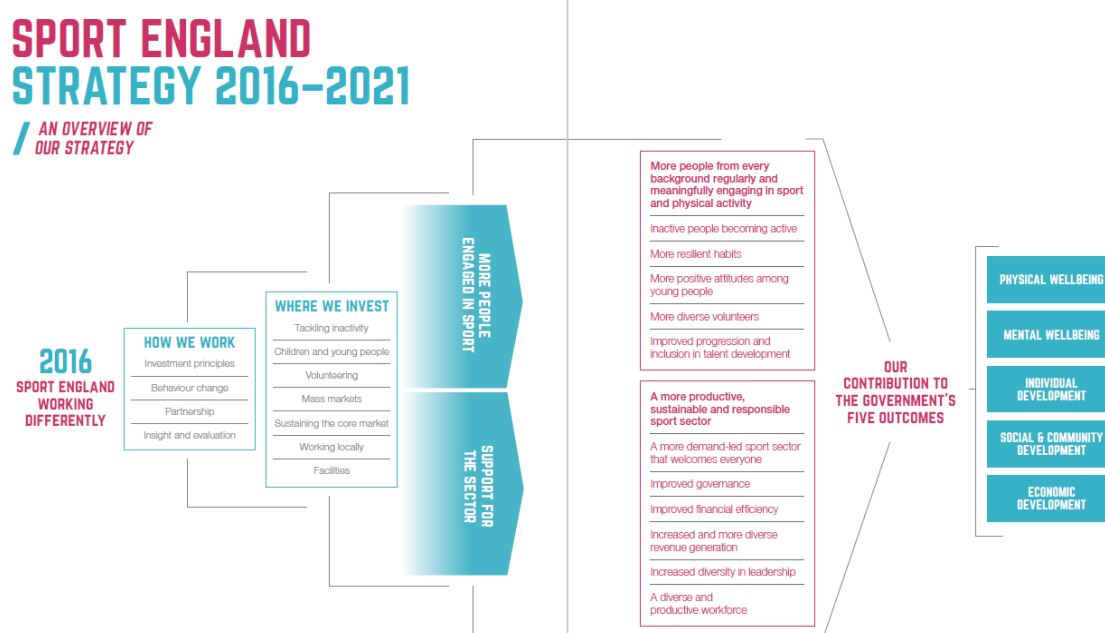 SPORT ENGLAND
STRATEGY 2016–2021
AN OVERVIEW OF
OUR STRATEGY
2016
SPORT ENGLAND
WORKING
DIFFERENTLY
HOW WE WORK
Investment principles
Behaviour change
Partnership
Insight and evaluation
WHERE WE INVEST
Tackling inactivity
Children and young people
Volunteering
Mass markets
Sustaining the core market
Working locally
Facilities
MORE PEOPLE
ENGAGED IN SPORT
SUPPORT FOR
THE SECTOR
More people from every
background regularly and
meaningfully engaging in sport
and physical activity
Inactive people becoming active
More resilient habits
More positive attitudes among
young people
More diverse volunteers
Improved progression and
inclusion in talent development
A more productive,
sustainable and responsible
sport sector
A more demand-led sport sector
that welcomes everyone
Improved governance
Improved financial efficiency
Increased and more diverse
revenue generation
Increased diversity in leadership
A diverse and
productive workforce
OUR
CONTRIBUTION TO
THE GOVERNMENT'S
FIVE OUTCOMES
PHYSICAL WELLBEING
MENTAL WELLBEING
INDIVIDUAL
DEVELOPMENT
SOCIAL & COMMUNITY
DEVELOPMENT
ECONOMIC
DEVELOPMENT